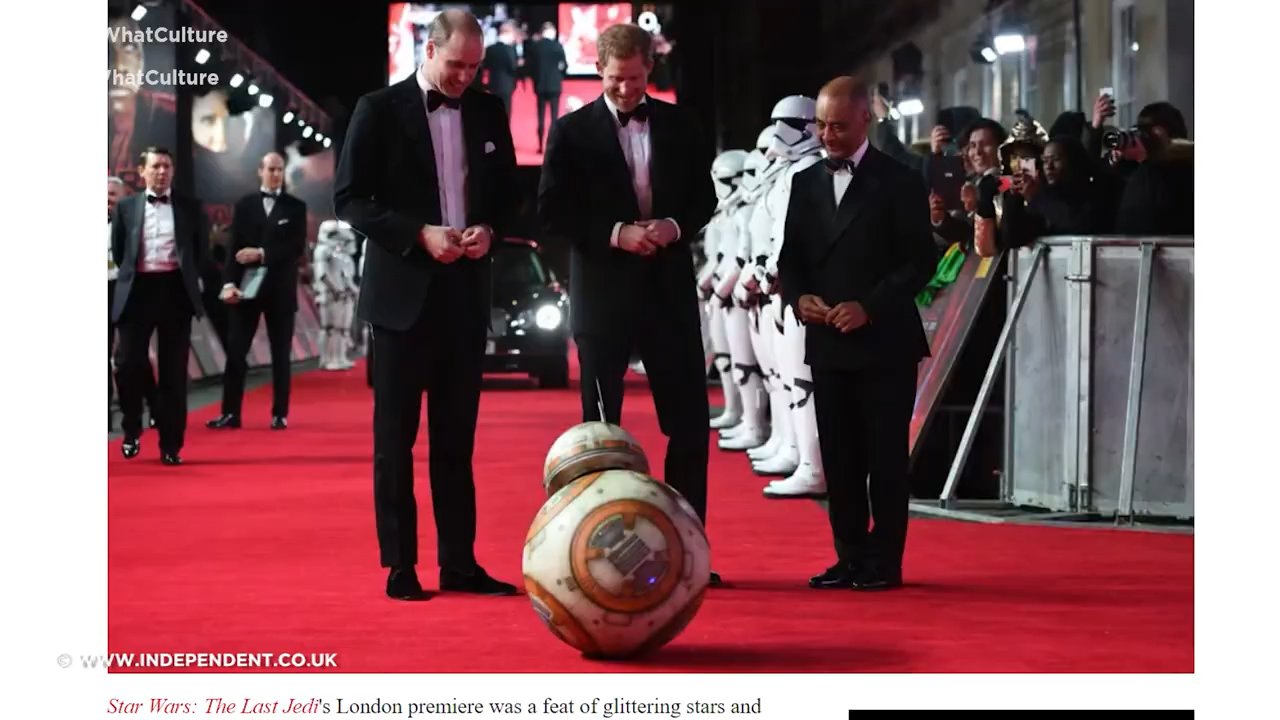 WhatCulture
WhatCulture
© WWW.INDEPENDENT.CO.UK
Star Wars: The Last Jedi's London premiere was a feat of glittering stars and